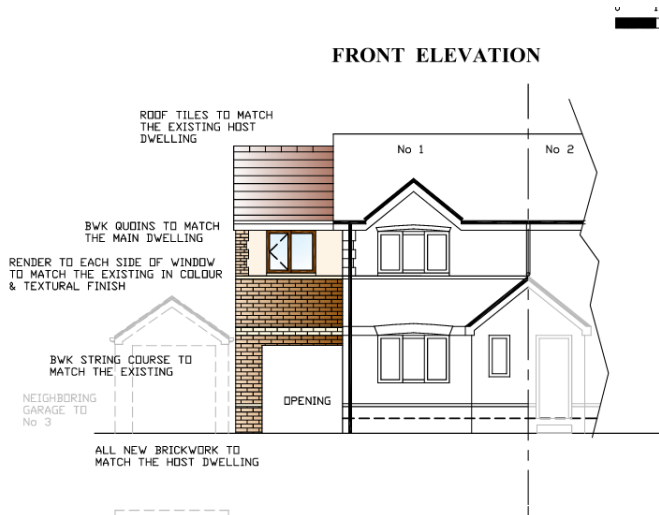 0 1
FRONT ELEVATION
ROOF TILES TO MATCH
THE EXISTING HOST
DWELLING
No 1
No 2
BWK QUOINS TO MATCH
THE MAIN DWELLING
RENDER TO EACH SIDE OF WINDOW
TO MATCH THE EXISTING IN COLOUR
& TEXTURAL FINISH
BWK STRING COURSE TO
MATCH THE EXISTING
NEIGHBORING
GARAGE TO
No 3
OPENING
ALL NEW BRICKWORK TO
MATCH THE HOST DWELLING